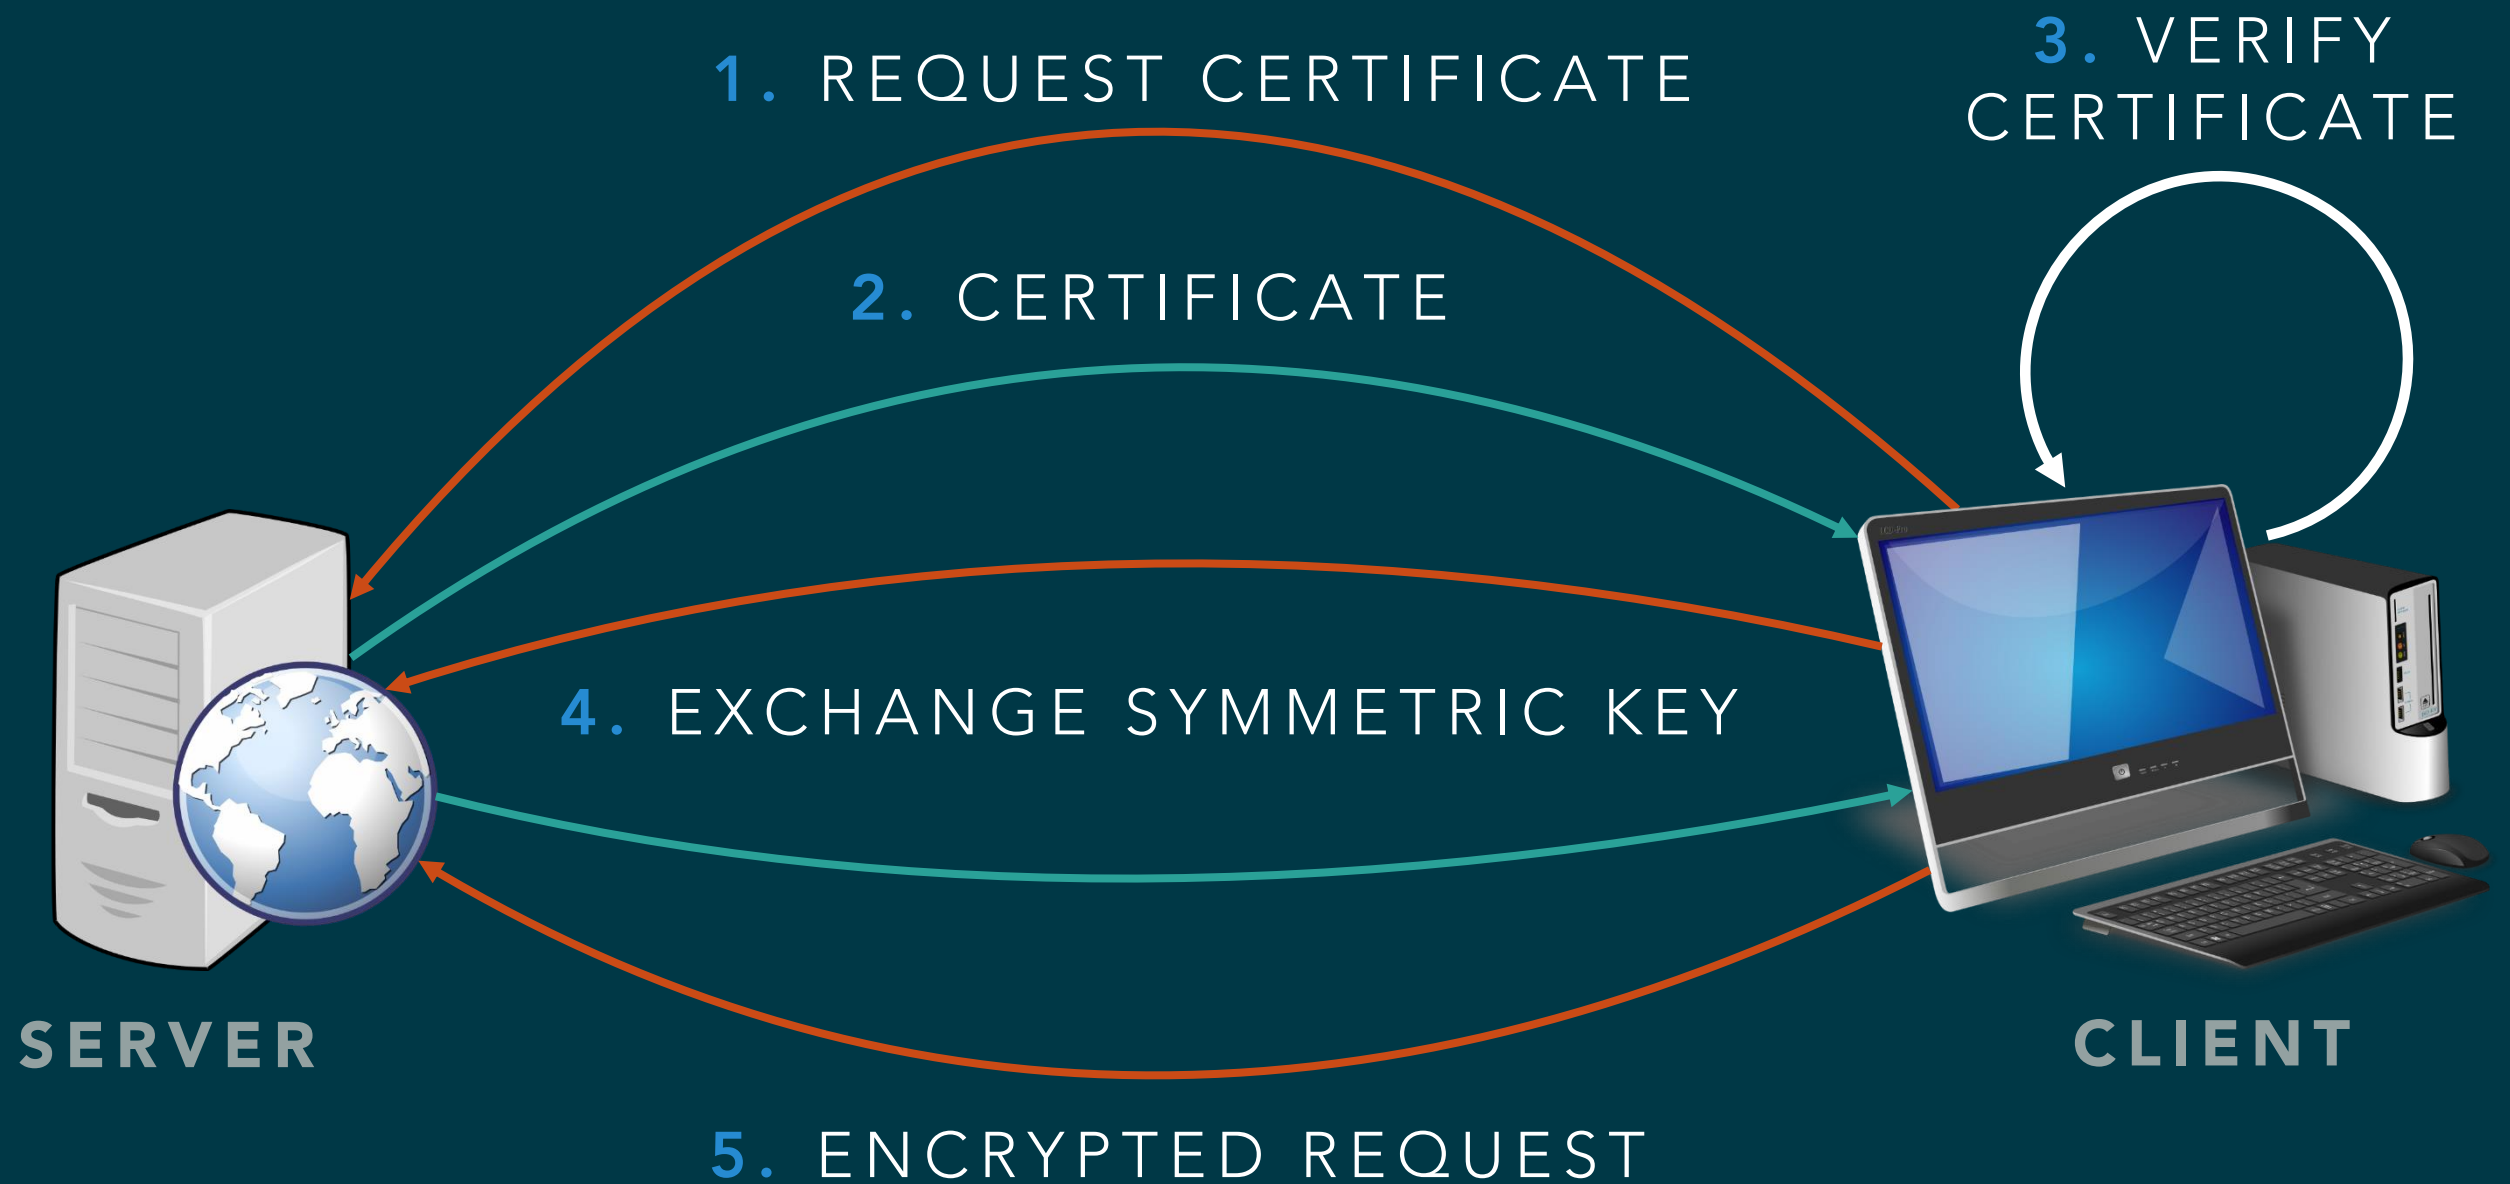 1. REQUEST CERTIFICATE
3. VERIFY
CERTIFICATE
2. CERTIFICATE
4. EXCHANGE SYMMETRIC KEY
SERVER
CLIENT
5. ENCRYPTED REQUEST